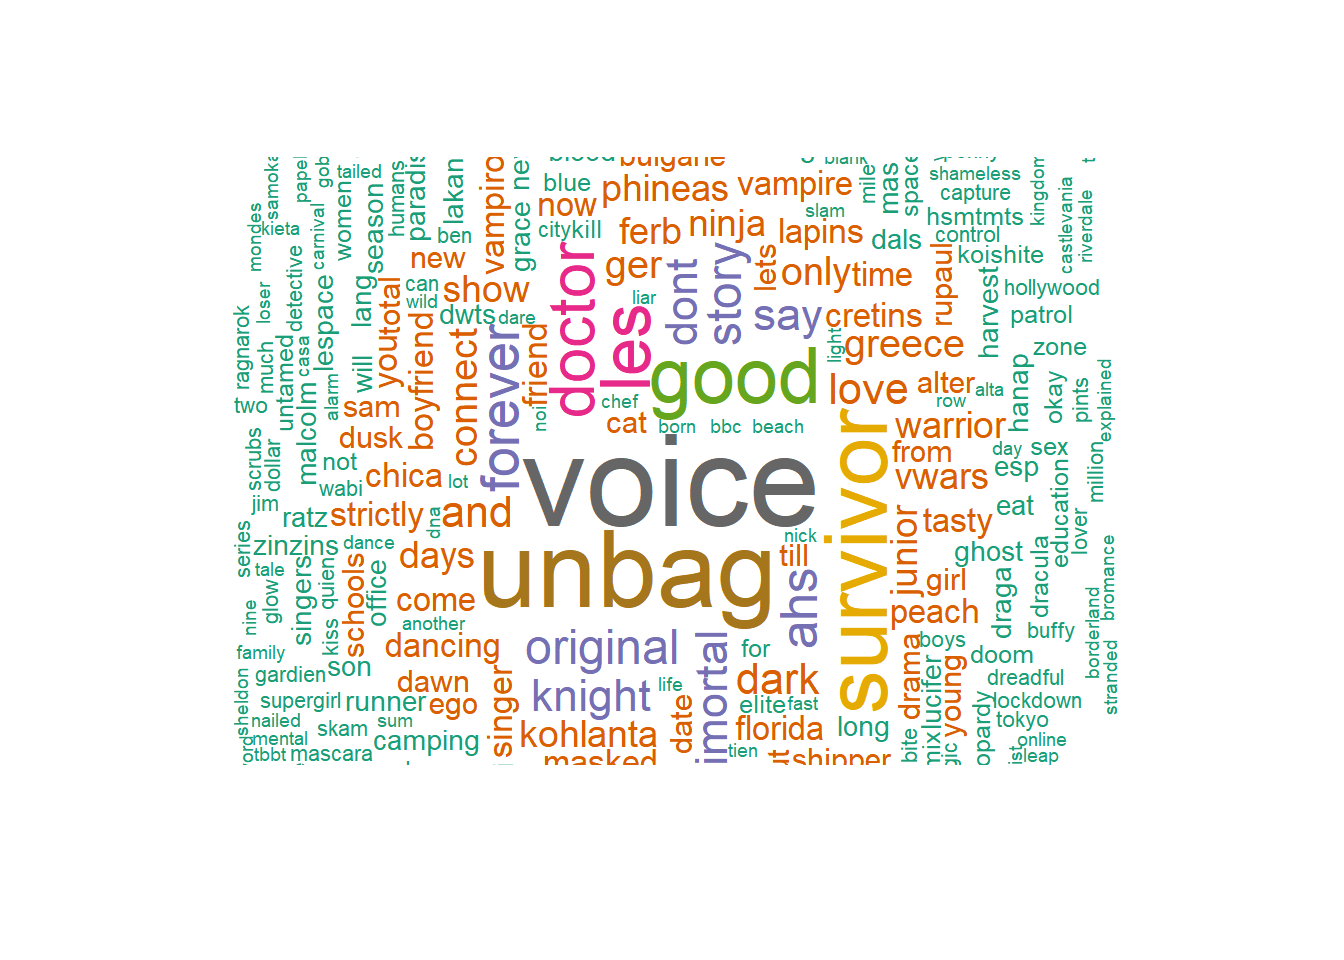 voice
unbag
survivor
good
doctor
les
forever
dont
story
say
original
knight
ahs
imortal
phineas
vampire
now
ferb
ninja
lapins
ger
lets
only
time
show
new
vampiro
cretins
rupaul
greece
love
alter
warrior
from
vwars
tasty
junior
girl
peach
drama
young
till
dark
florida
date
kohlanta
masked
shipper
singer
ego
dawn
dancing
come
days
schools
and
strictly
chica
connect
dusk
sam
boyfriend
friend
you
total
cat
tailed
humans
paradis
lakan
ben
grace
blue
city
kill
slam
mile
mas
space
shameless
capture
hsmtmts
control
dals
koishite
kingdom
castlevania
riverdale
hollywood
harvest
patrol
zone
light
liar
chef
born
bbc
beach
row
alta
hanap
okay
pints
explained
day
sex
esp
eat
education
million
lover
ghost
dracula
draga
buffy
bromance
borderland
stranded
boys
doom
dreadful
lockdown
tokyo
online
leap
lucifer
mix
bite
long
elite
fast
for
life
tien
nick
dna
lot
noi
dare
dwts
can
wild
lang
will
alarm
casa
lespace
detective
season
women
carnival
mondes
kieta
samoka
papel
loser
ragnarok
much
two
untamed
malcolm
scrubs
dollar
not
wabi
jim
ratz
zinzins
dance
series
tale
glow
singers
quien
kiss
office
another
nine
family
gardien
son
supergirl
runner
sheldon
nailed
skam
sum
mental
tbbt
mascara
camping